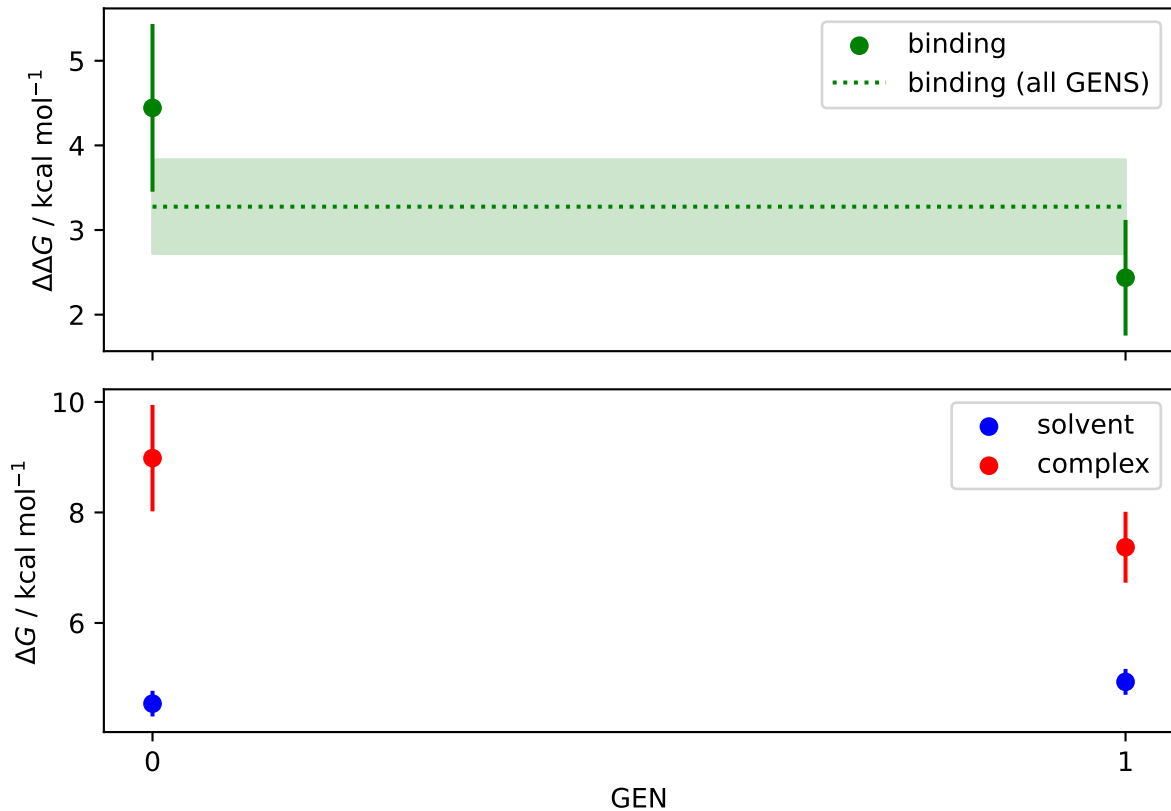 ΔΔG / kcal mol⁻¹
5
4
3
2
binding
binding (all GENS)
ΔG / kcal mol⁻¹
10
8
6
solvent
complex
0
1
GEN